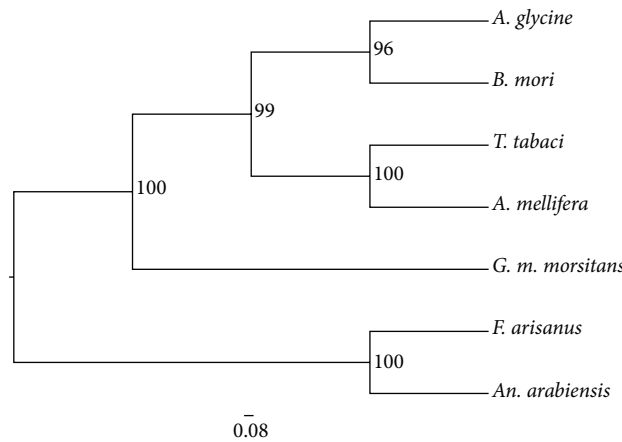 A. glycine
96
B. mori
99
T. tabaci
100
100
A. mellifera
G. m. morsitans
F. arisanus
100
An. arabiensis
0.08